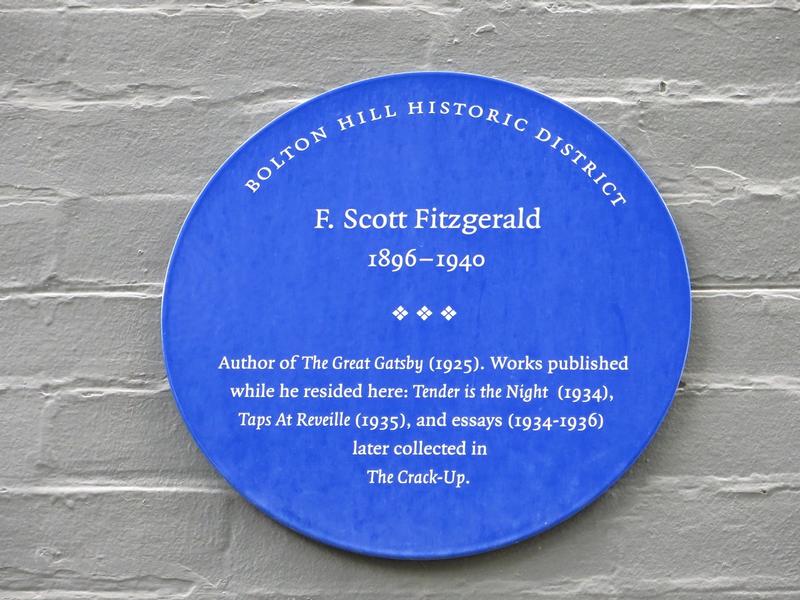 BOLTON HILL HISTORIC DISTRICT
F. Scott Fitzgerald
1896–1940
Author of The Great Gatsby (1925). Works published
while he resided here: Tender is the Night (1934),
Taps At Reveille (1935), and essays (1934-1936)
later collected in
The Crack-Up.